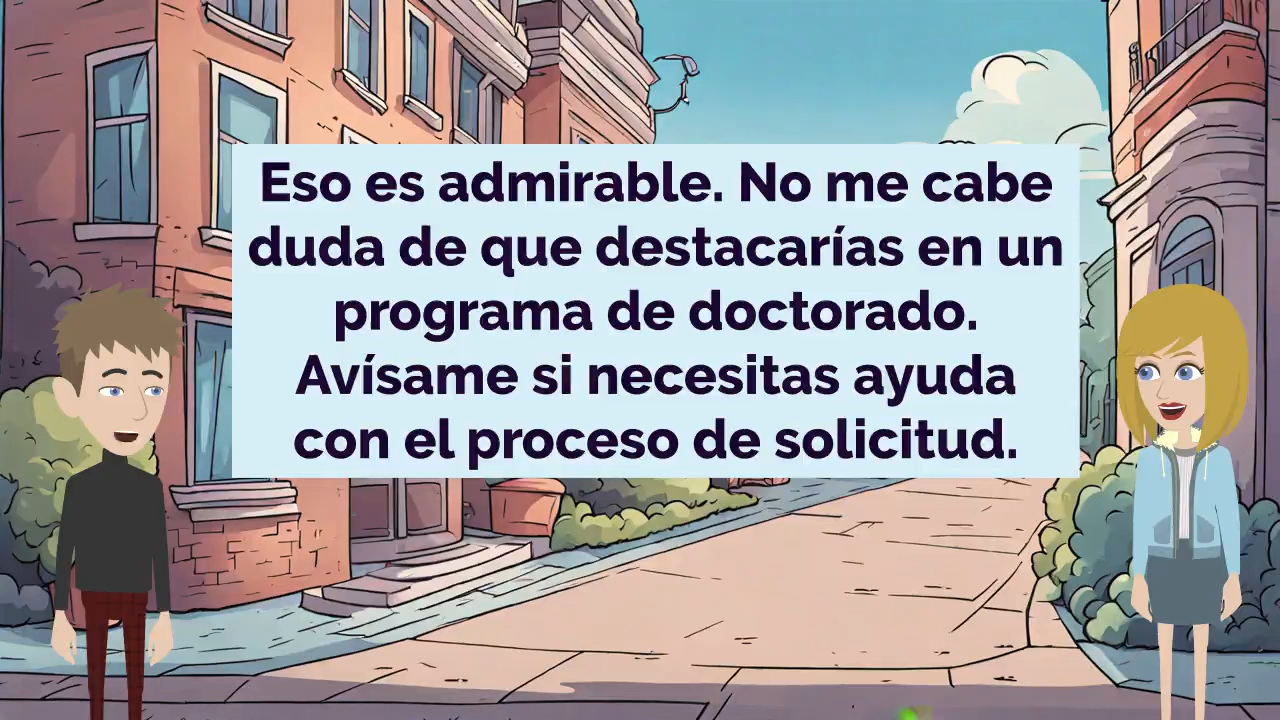 Eso es admirable. No me cabe
duda de que destacarías en un
programa de doctorado.
Avísame si necesitas ayuda
con el proceso de solicitud.